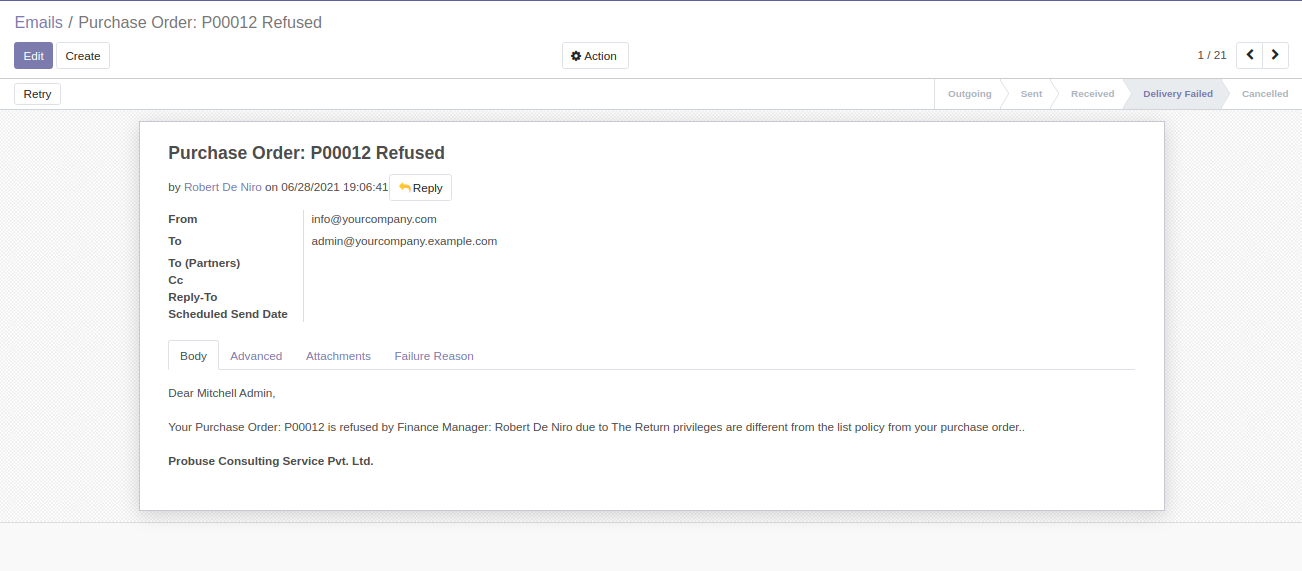 Emails / Purchase Order: P00012 Refused
Edit Create Action 1 / 21
Retry Outgoing Sent Received Delivery Failed Cancelled
Purchase Order: P00012 Refused
by Robert De Niro on 06/28/2021 19:06:41 Reply
From info@yourcompany.com
To admin@yourcompany.example.com
To (Partners)
Cc
Reply-To
Scheduled Send Date
Body Advanced Attachments Failure Reason
Dear Mitchell Admin,
Your Purchase Order: P00012 is refused by Finance Manager: Robert De Niro due to The Return privileges are different from the list policy from your purchase order..
Probuse Consulting Service Pvt. Ltd.